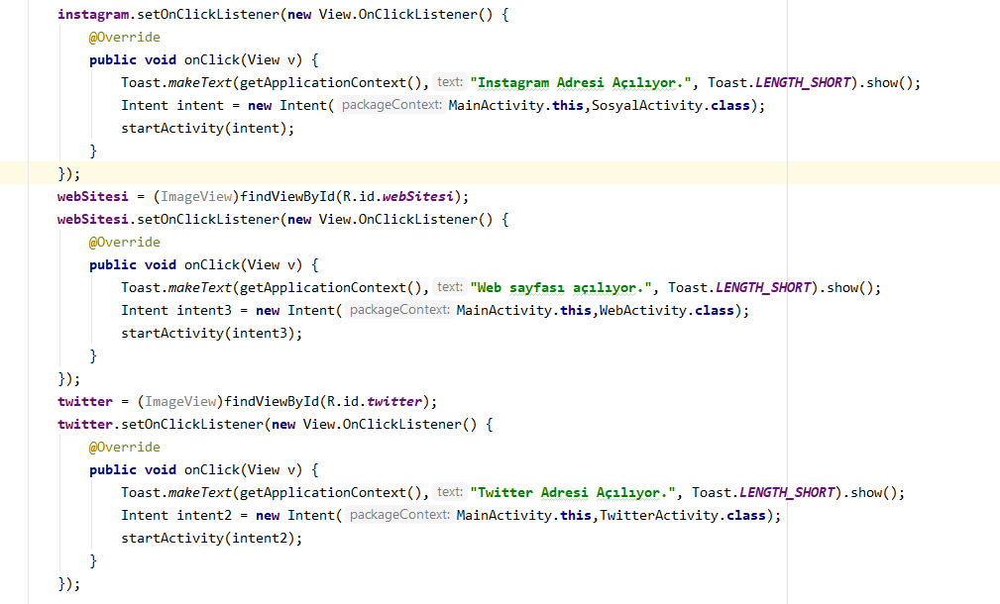 instagram.setOnClickListener(new View.OnClickListener() {
@Override
public void onClick(View v) {
Toast.makeText(getApplicationContext(), text: "Instagram Adresi Açılıyor.", Toast.LENGTH_SHORT).show();
Intent intent = new Intent( packageContext: MainActivity.this,SosyalActivity.class);
startActivity(intent);
}
});
webSitesi = (ImageView)findViewById(R.id.webSitesi);
webSitesi.setOnClickListener(new View.OnClickListener() {
@Override
public void onClick(View v) {
Toast.makeText(getApplicationContext(), text: "Web sayfası açılıyor.", Toast.LENGTH_SHORT).show();
Intent intent3 = new Intent( packageContext: MainActivity.this,WebActivity.class);
startActivity(intent3);
}
});
twitter = (ImageView)findViewById(R.id.twitter);
twitter.setOnClickListener(new View.OnClickListener() {
@Override
public void onClick(View v) {
Toast.makeText(getApplicationContext(), text: "Twitter Adresi Açılıyor.", Toast.LENGTH_SHORT).show();
Intent intent2 = new Intent( packageContext: MainActivity.this,TwitterActivity.class);
startActivity(intent2);
}
});